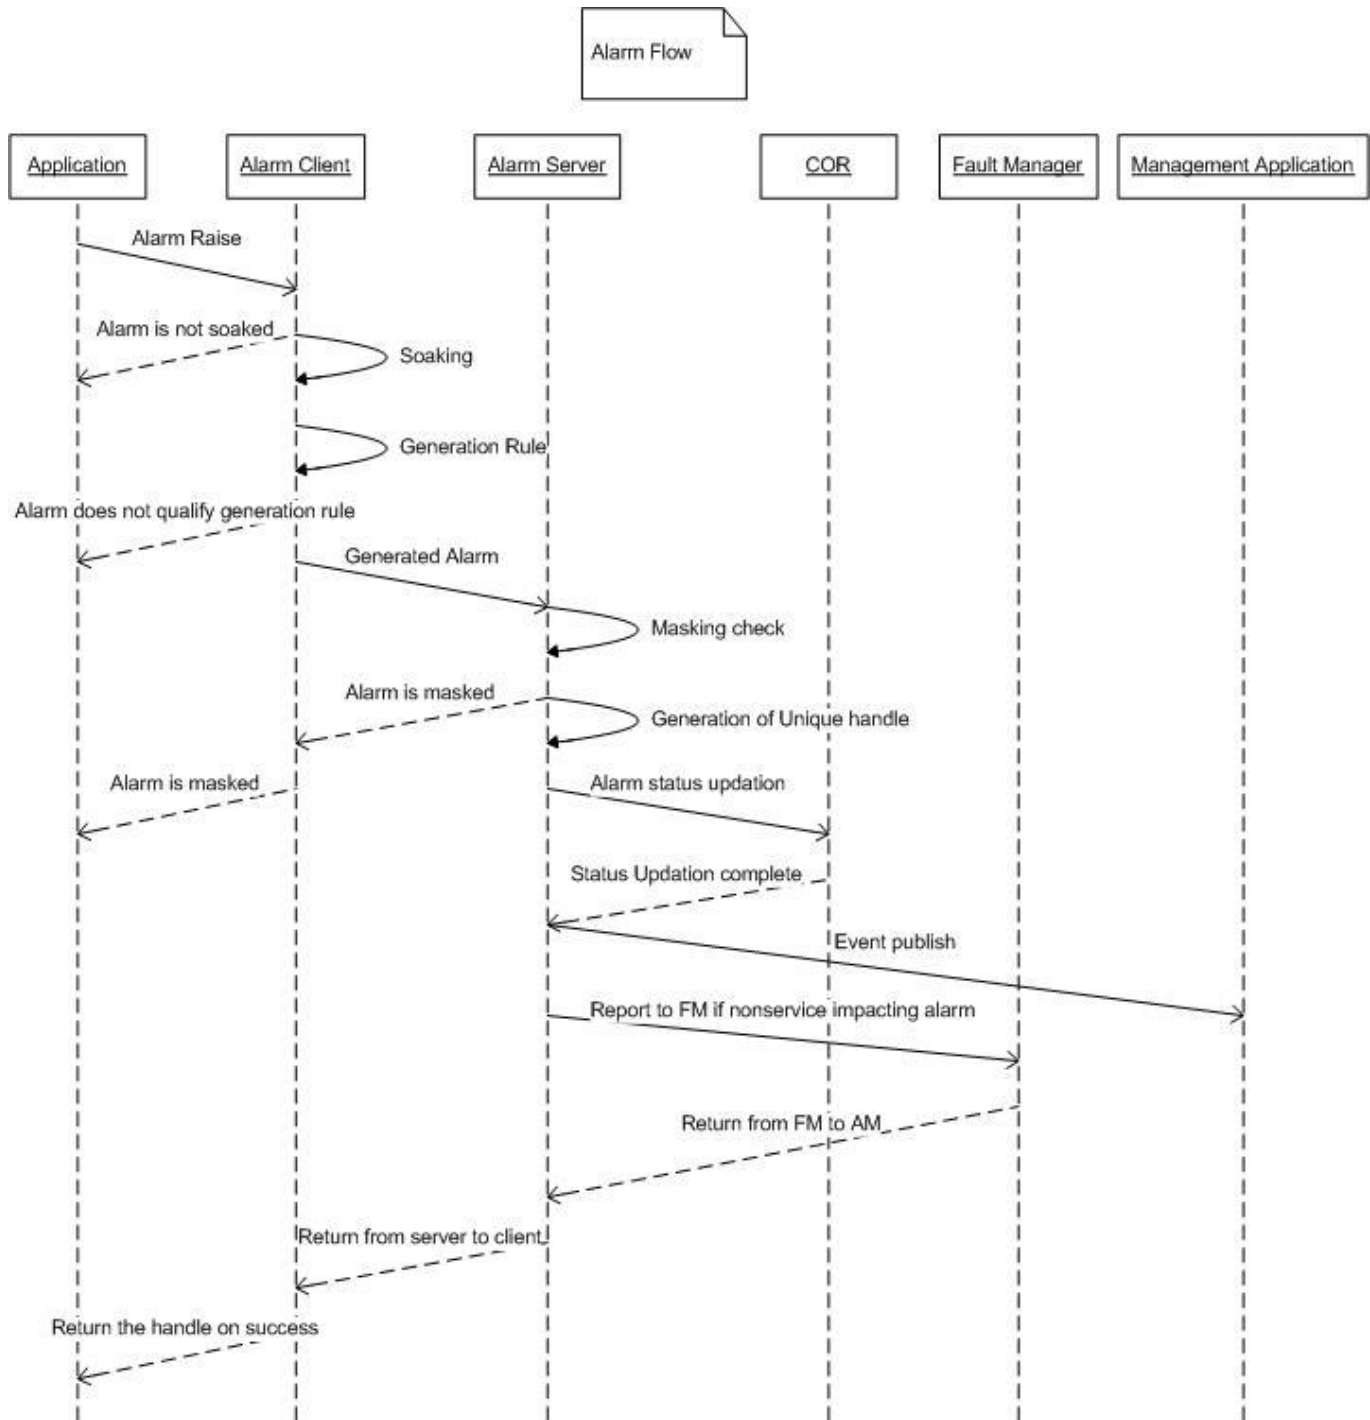 Alarm Flow
Application
Alarm Client
Alarm Server
COR
Fault Manager
Management Application
Alarm Raise
Alarm is not soaked
Soaking
Generation Rule
Alarm does not qualify generation rule
Generated Alarm
Masking check
Alarm is masked
Generation of Unique handle
Alarm is masked
Alarm status updation
Status Updation complete
Event publish
Report to FM if nonservice impacting alarm
Return from FM to AM
Return from server to client
Return the handle on success